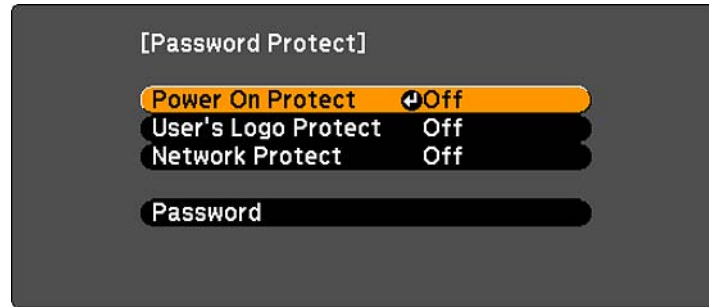 [Password Protect]
Power On Protect Off
User's Logo Protect Off
Network Protect Off
Password